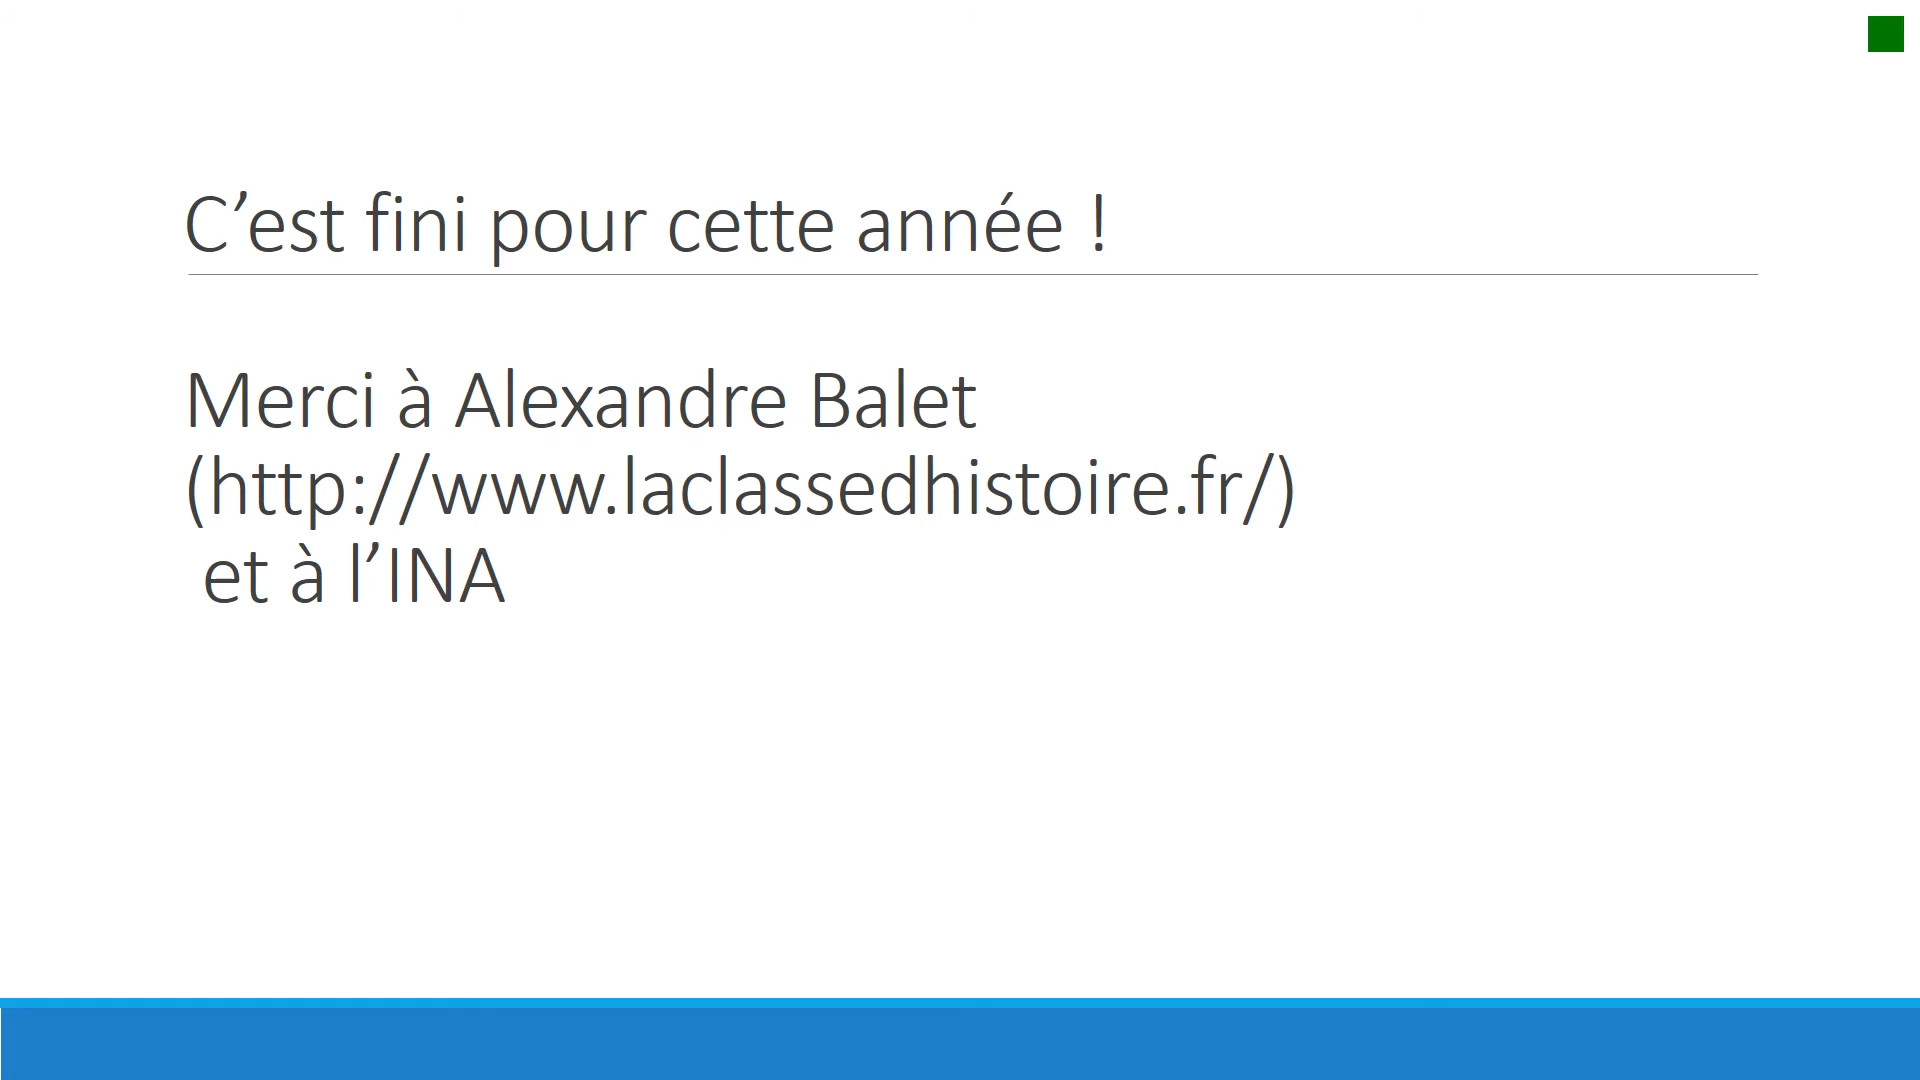 C’est fini pour cette année !
Merci à Alexandre Balet
(http://www.laclassedhistoire.fr/)
et à l’INA